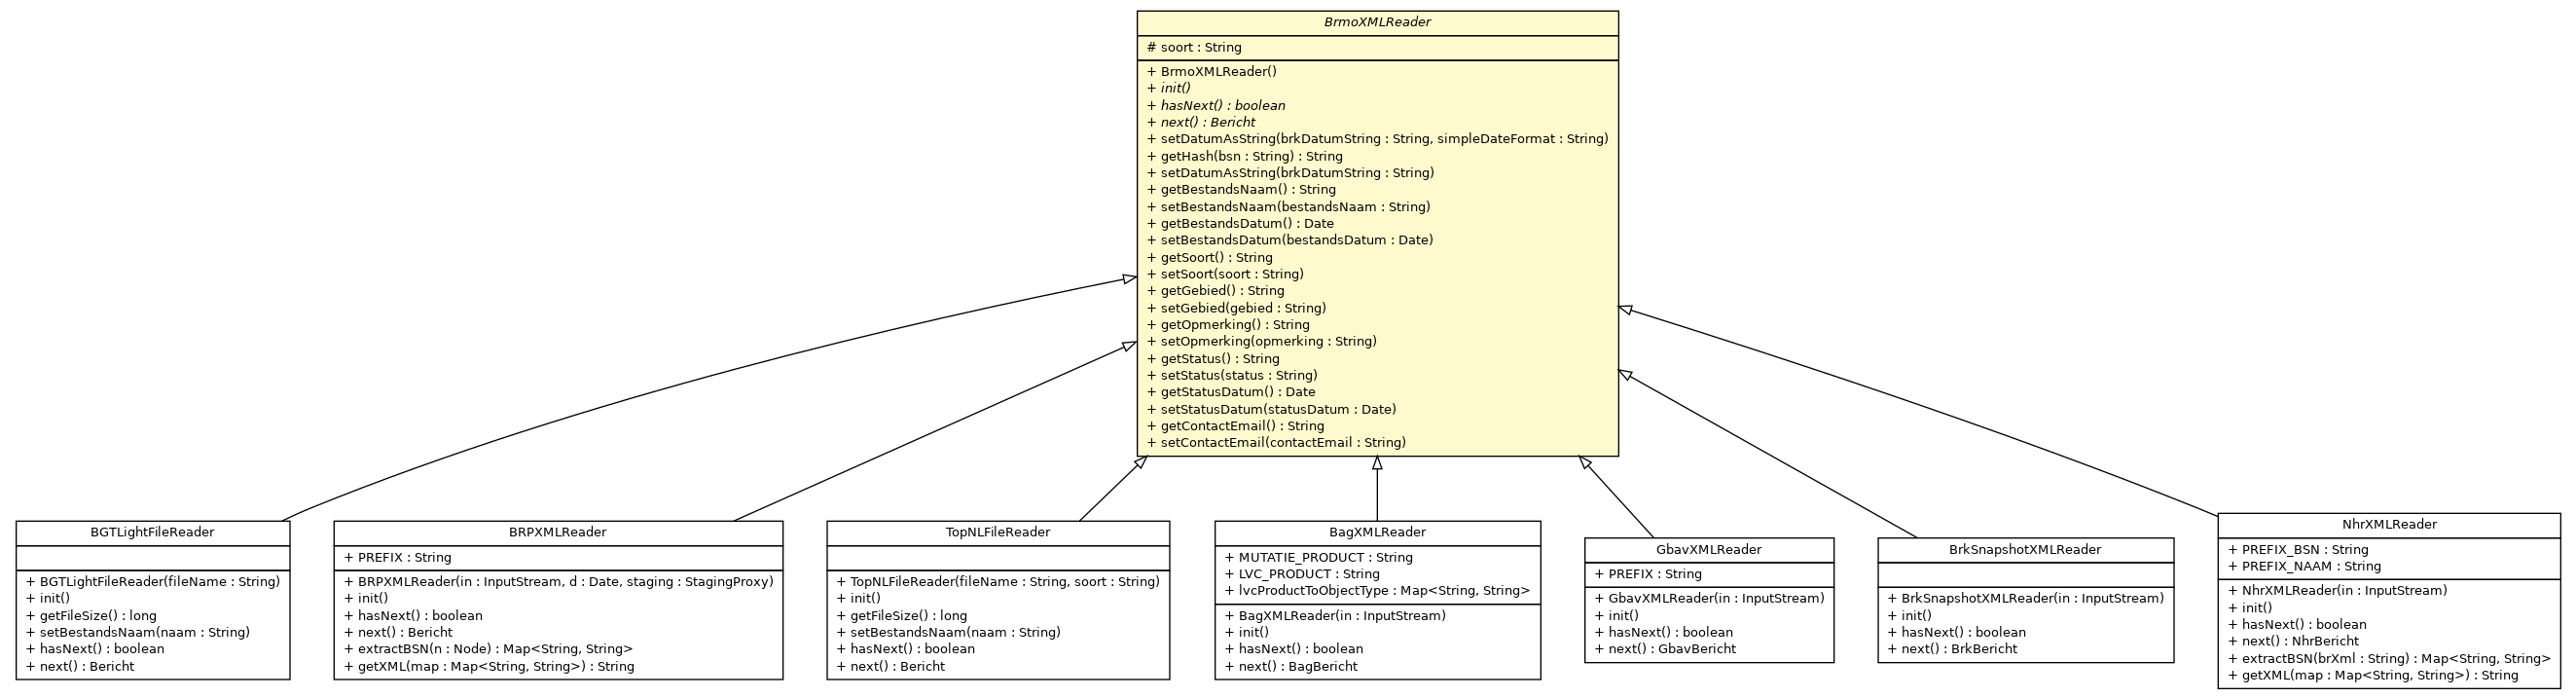 BrmoXMLReader
# soort : String
+ BrmoXMLReader()
+ init()
+ hasNext() : boolean
+ next() : Bericht
+ setDatumAsString(brkDatumString : String, simpleDateFormat : String)
+ getHash(bsn : String) : String
+ setDatumAsString(brkDatumString : String)
+ getBestandsNaam() : String
+ setBestandsNaam(bestandsNaam : String)
+ getBestandsDatum() : Date
+ setBestandsDatum(bestandsDatum : Date)
+ getSoort() : String
+ setSoort(soort : String)
+ getGebied() : String
+ setGebied(gebied : String)
+ getOpmerking() : String
+ setOpmerking(opmerking : String)
+ getStatus() : String
+ setStatus(status : String)
+ getStatusDatum() : Date
+ setStatusDatum(statusDatum : Date)
+ getContactEmail() : String
+ setContactEmail(contactEmail : String)
BGTLightFileReader
+ BGTLightFileReader(fileName : String)
+ init()
+ getFileSize() : long
+ setBestandsNaam(naam : String)
+ hasNext() : boolean
+ next() : Bericht
BRPXMLReader
+ PREFIX : String
+ BRPXMLReader(in : InputStream, d : Date, staging : StagingProxy)
+ init()
+ hasNext() : boolean
+ next() : Bericht
+ extractBSN(n : Node) : Map<String, String>
+ getXML(map : Map<String, String>) : String
TopNLFileReader
+ TopNLFileReader(fileName : String, soort : String)
+ init()
+ getFileSize() : long
+ setBestandsNaam(naam : String)
+ hasNext() : boolean
+ next() : Bericht
BagXMLReader
+ MUTATIE_PRODUCT : String
+ LVC_PRODUCT : String
+ lvcProductToObjectType : Map<String, String>
+ BagXMLReader(in : InputStream)
+ init()
+ hasNext() : boolean
+ next() : BagBericht
GbavXMLReader
+ PREFIX : String
+ GbavXMLReader(in : InputStream)
+ init()
+ hasNext() : boolean
+ next() : GbavBericht
BrkSnapshotXMLReader
+ BrkSnapshotXMLReader(in : InputStream)
+ init()
+ hasNext() : boolean
+ next() : BrkBericht
NhrXMLReader
+ PREFIX_BSN : String
+ PREFIX_NAAM : String
+ NhrXMLReader(in : InputStream)
+ init()
+ hasNext() : boolean
+ next() : NhrBericht
+ extractBSN(brXml : String) : Map<String, String>
+ getXML(map : Map<String, String>) : String